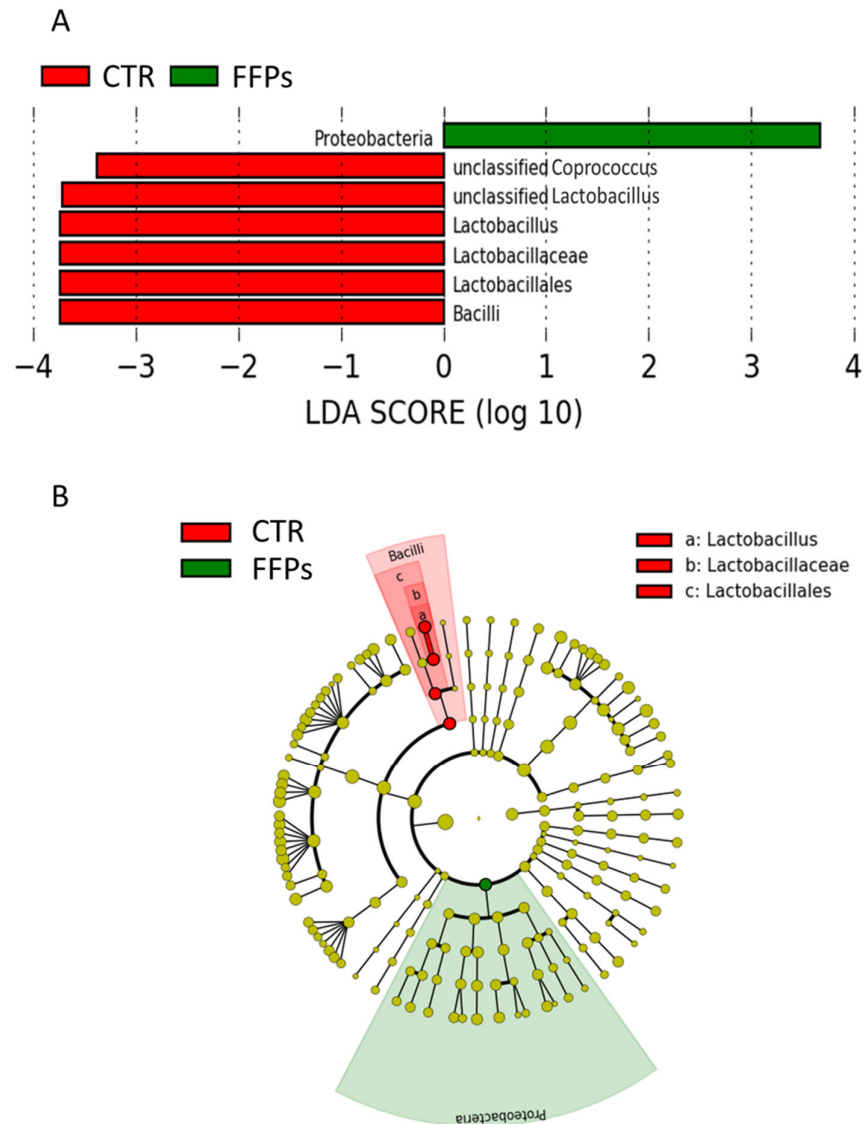 A
CTR FFPs
Proteobacteria
unclassified Coprococcus
unclassified Lactobacillus
Lactobacillus
Lactobacillaceae
Lactobacillales
Bacilli
−4 −3 −2 −1 0 1 2 3 4
LDA SCORE (log 10)
B
CTR
FFPs
a: Lactobacillus
b: Lactobacillaceae
c: Lactobacillales
Bacilli
c
b
a
Proteobacteria